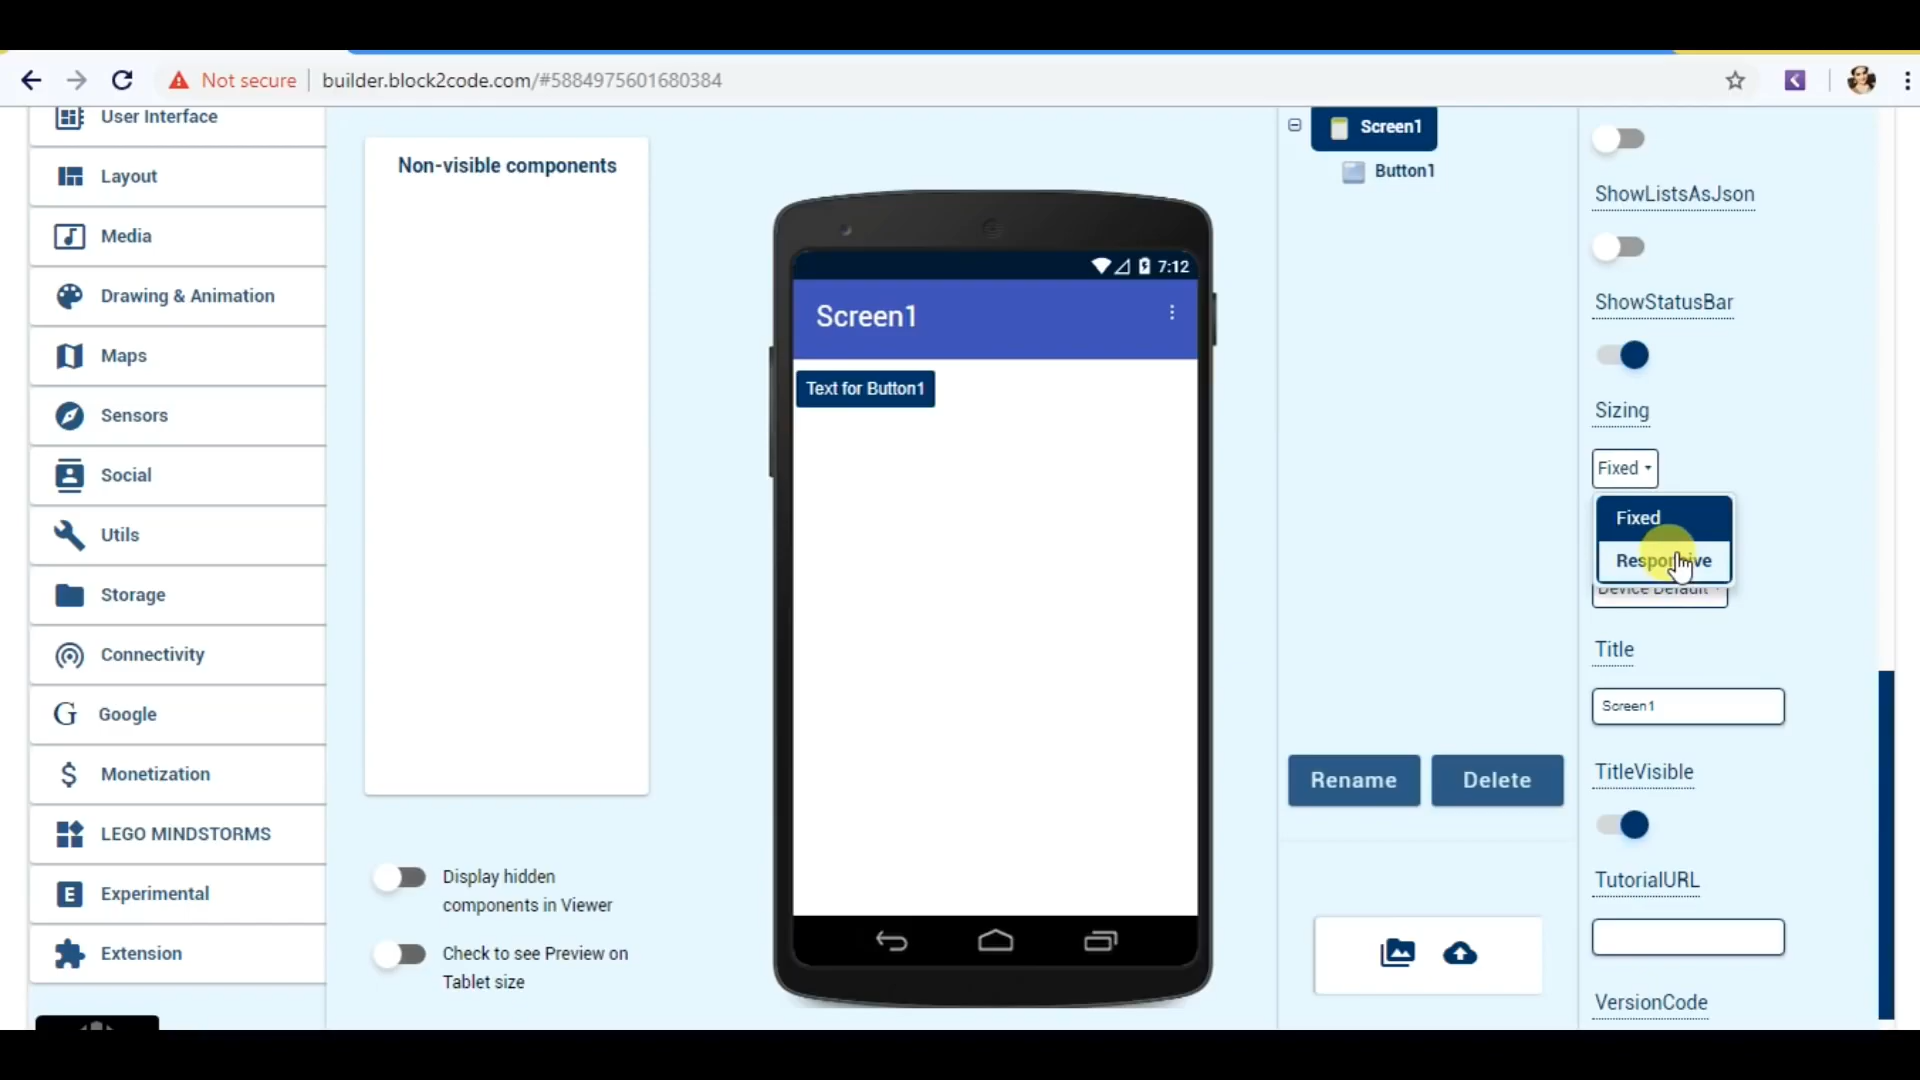 Not secure
builder.block2code.com/#5884975601680384
User Interface
Layout
Media
Drawing & Animation
Maps
Sensors
Social
Utils
Storage
Connectivity
G Google
Monetization
LEGO MINDSTORMS
E Experimental
Extension
Non-visible components
Display hidden
components in Viewer
Check to see Preview on
Tablet size
7:12
Screen1
Text for Button1
Screen1
Button1
Rename
Delete
ShowListsAsJson
ShowStatusBar
Sizing
Fixed
Fixed
Responsive
Device Default
Title
Screen1
TitleVisible
TutorialURL
VersionCode